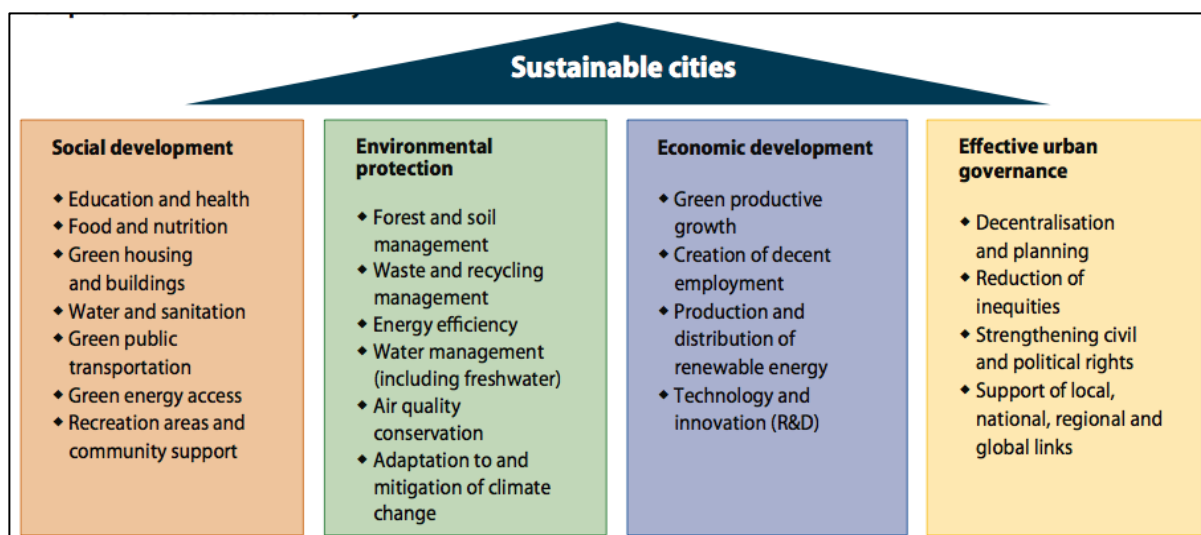 Sustainable cities
Social development
◆ Education and health
◆ Food and nutrition
◆ Green housing
and buildings
◆ Water and sanitation
◆ Green public
transportation
◆ Green energy access
◆ Recreation areas and
community support
Environmental
protection
◆ Forest and soil
management
◆ Waste and recycling
management
◆ Energy efficiency
◆ Water management
(including freshwater)
◆ Air quality
conservation
◆ Adaptation to and
mitigation of climate
change
Economic development
◆ Green productive
growth
◆ Creation of decent
employment
◆ Production and
distribution of
renewable energy
◆ Technology and
innovation (R&D)
Effective urban
governance
◆ Decentralisation
and planning
◆ Reduction of
inequities
◆ Strengthening civil
and political rights
◆ Support of local,
national, regional and
global links